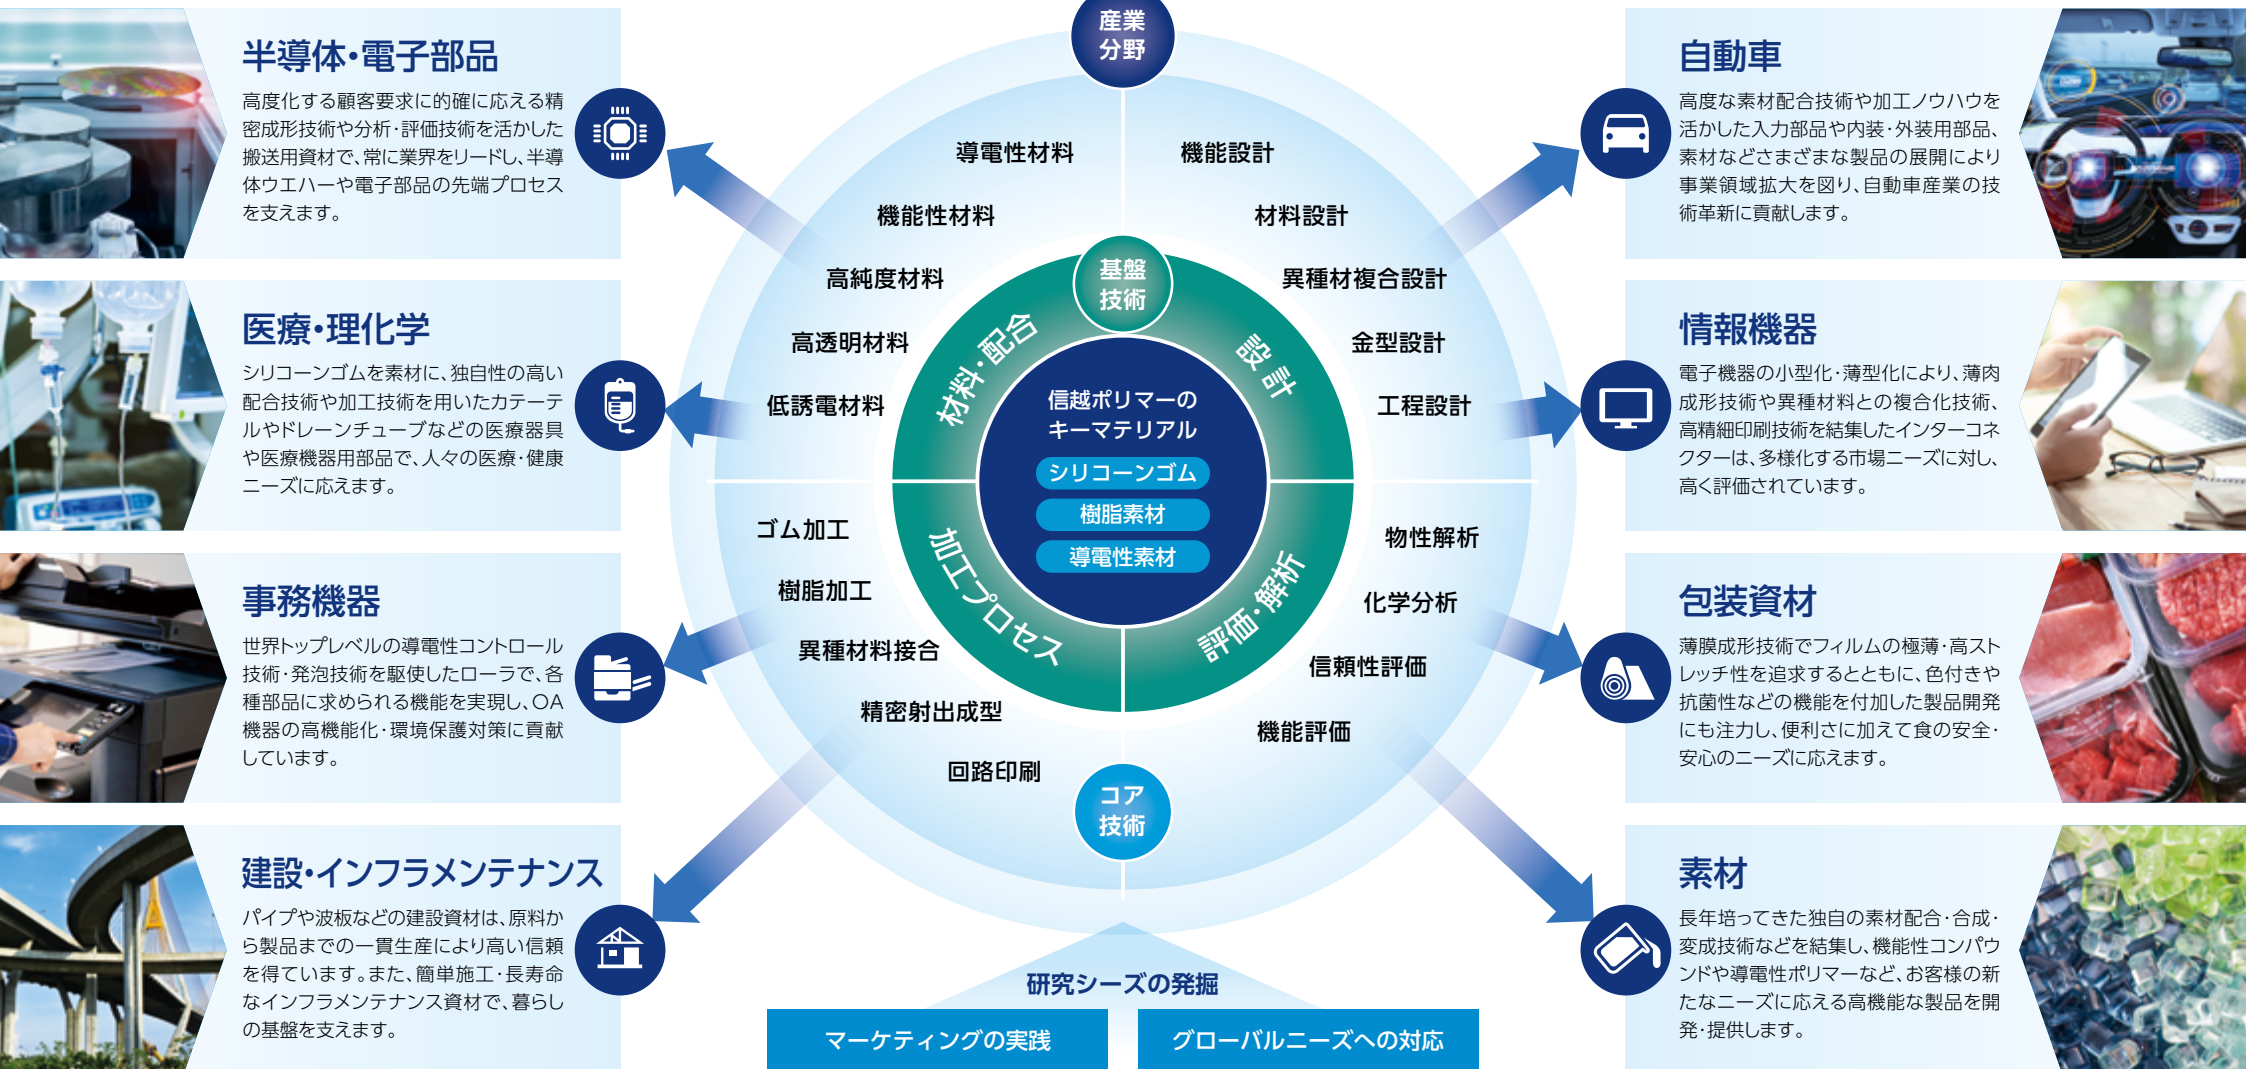 産業
分野
半導体・電子部品
高度化する顧客要求に的確に応える精
密成形技術や分析・評価技術を活かした
搬送用資材で、常に業界をリードし、半導
体ウエハーや電子部品の先端プロセス
を支えます。
医療・理化学
シリコーンゴムを素材に、独自性の高い
配合技術や加工技術を用いたカテーテ
ルやドレーンチューブなどの医療器具
や医療機器用部品で、人々の医療・健康
ニーズに応えます。
事務機器
世界トップレベルの導電性コントロール
技術・発泡技術を駆使したローラで、各
種部品に求められる機能を実現し、OA
機器の高機能化・環境保護対策に貢献
しています。
建設・インフラメンテナンス
パイプや波板などの建設資材は、原料か
ら製品までの一貫生産により高い信頼
を得ています。また、簡単施工・長寿命
なインフラメンテナンス資材で、暮らし
の基盤を支えます。
導電性材料
機能性材料
高純度材料
高透明材料
低誘電材料
機能設計
材料設計
異種材複合設計
金型設計
工程設計
基盤
技術
材料・配合
設計
加工プロセス
評価・解析
信越ポリマーの
キーマテリアル
シリコーンゴム
樹脂素材
導電性素材
ゴム加工
樹脂加工
異種材料接合
精密射出成型
回路印刷
物性解析
化学分析
信頼性評価
機能評価
コア
技術
研究シーズの発掘
マーケティングの実践
グローバルニーズへの対応
自動車
高度な素材配合技術や加工ノウハウを
活かした入力部品や内装・外装用部品、
素材などさまざまな製品の展開により
事業領域拡大を図り、自動車産業の技
術革新に貢献します。
情報機器
電子機器の小型化・薄型化により、薄肉
成形技術や異種材料との複合化技術、
高精細印刷技術を結集したインターコネ
クターは、多様化する市場ニーズに対し、
高く評価されています。
包装資材
薄膜成形技術でフィルムの極薄・高スト
レッチ性を追求するとともに、色付きや
抗菌性などの機能を付加した製品開発
にも注力し、便利さに加えて食の安全・
安心のニーズに応えます。
素材
長年培ってきた独自の素材配合・合成・
変成技術などを結集し、機能性コンパウ
ンドや導電性ポリマーなど、お客様の新
たなニーズに応える高機能な製品を開
発・提供します。